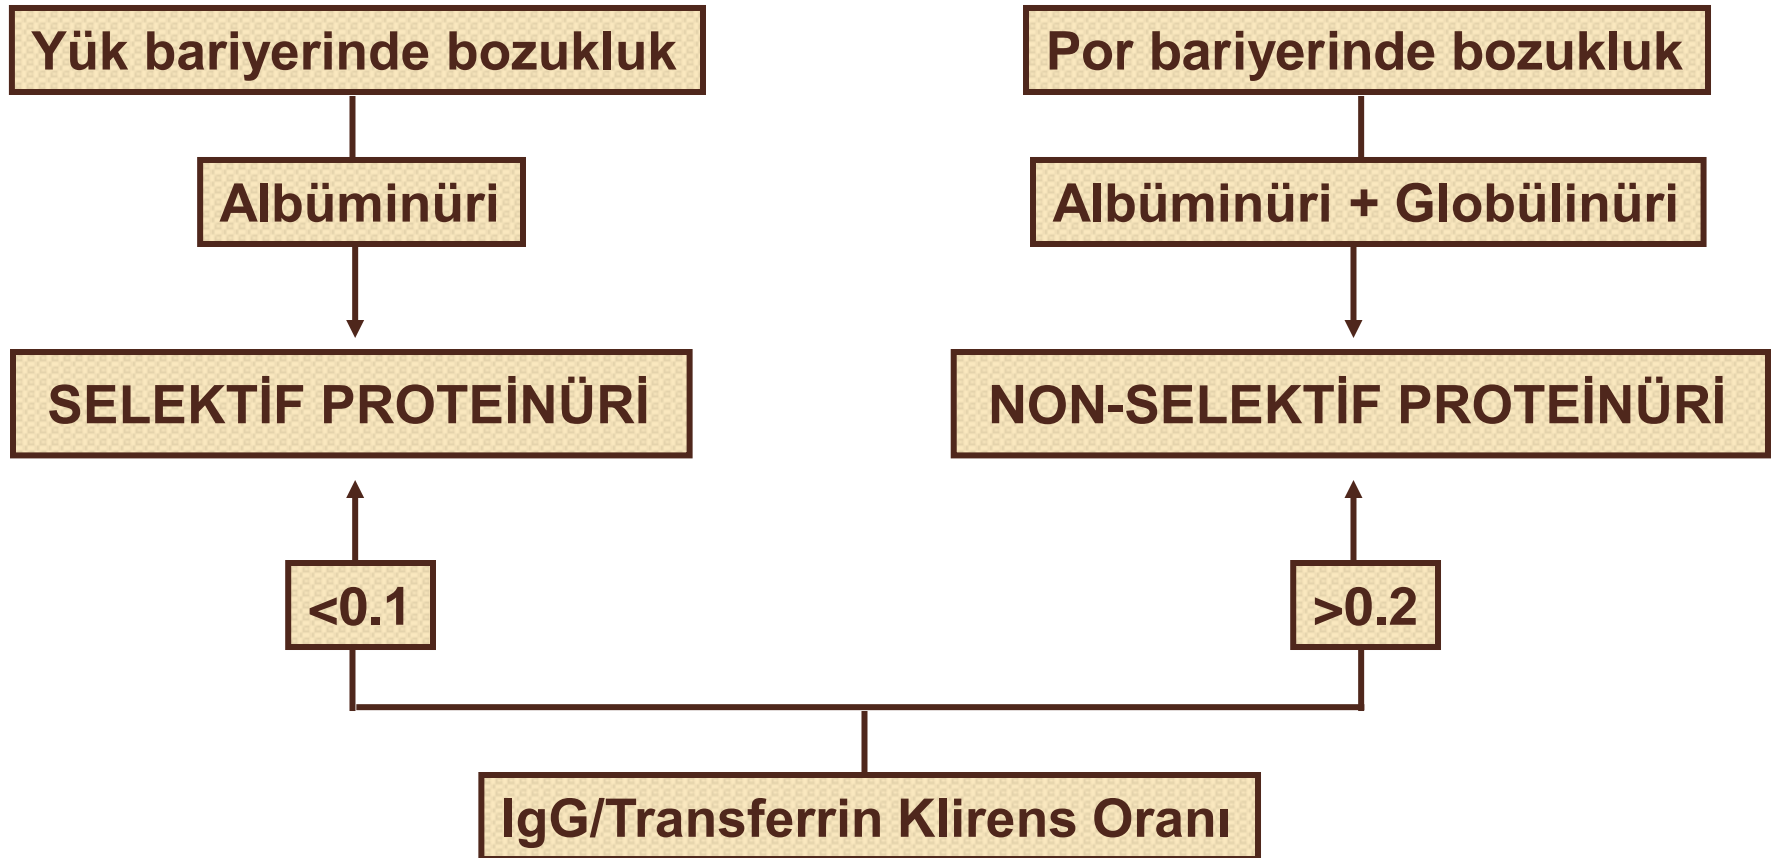 Yük bariyerinde bozukluk
Por bariyerinde bozukluk
Albüminüri
Albüminüri + Globülinüri
SELEKTİF PROTEİNÜRİ
NON-SELEKTİF PROTEİNÜRİ
<0.1
>0.2
IgG/Transferrin Klirens Oranı